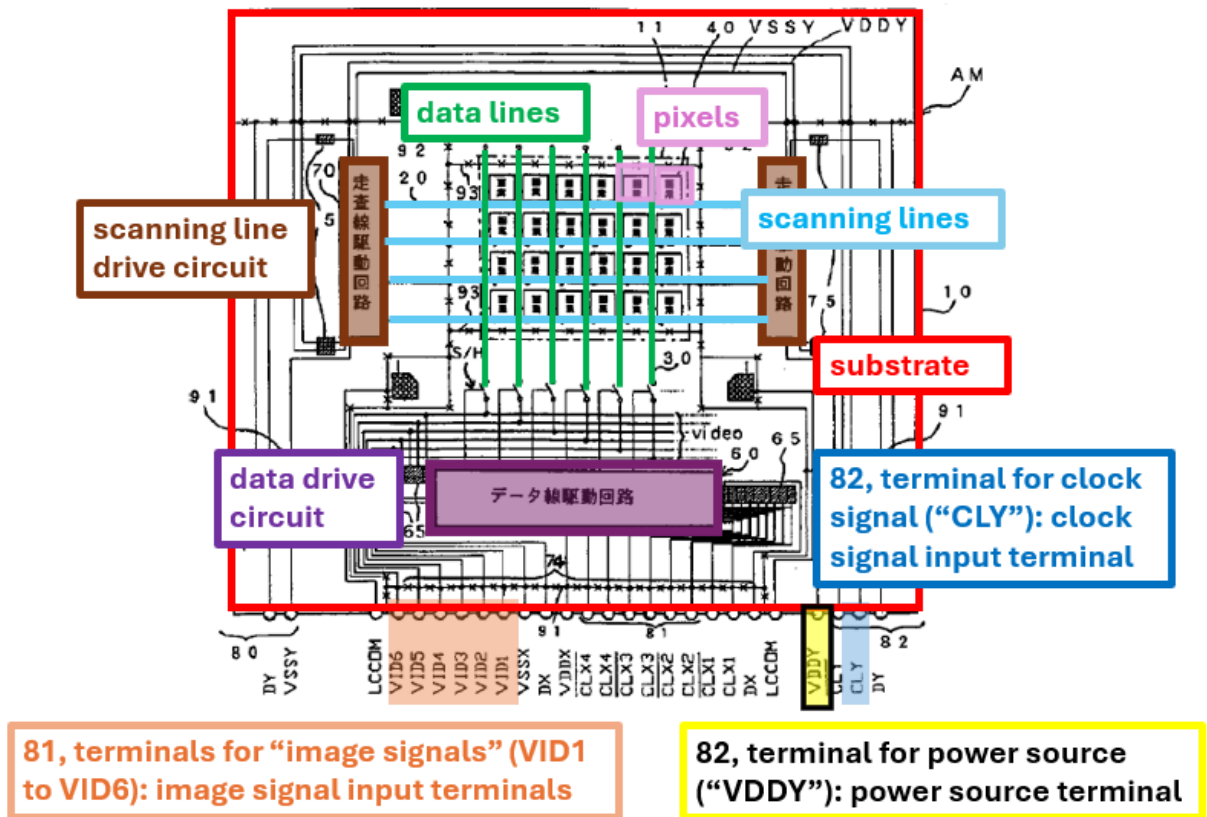 11 40 VSSY VDDY
AM
data lines
pixels
92
70
20
93
走査線駆動回路
走
動回路
scanning line
drive circuit
5
scanning lines
10
93
75
S/H
30
substrate
91
91
video
65
60
data drive
circuit
データ線駆動回路
65
82, terminal for clock
signal (“CLY”): clock
signal input terminal
74
80
91
81
82
DY
VSSY
LCCOM
VID6
VID5
VID4
VID3
VID2
VID1
VSSX
DX
VDDX
CLX4
CLX4
CLX3
CLX3
CLX2
CLX2
CLX1
CLX1
DX
LCCOM
VDDY
CLY
CLY
DY
81, terminals for “image signals” (VID1
to VID6): image signal input terminals
82, terminal for power source
(“VDDY”): power source terminal